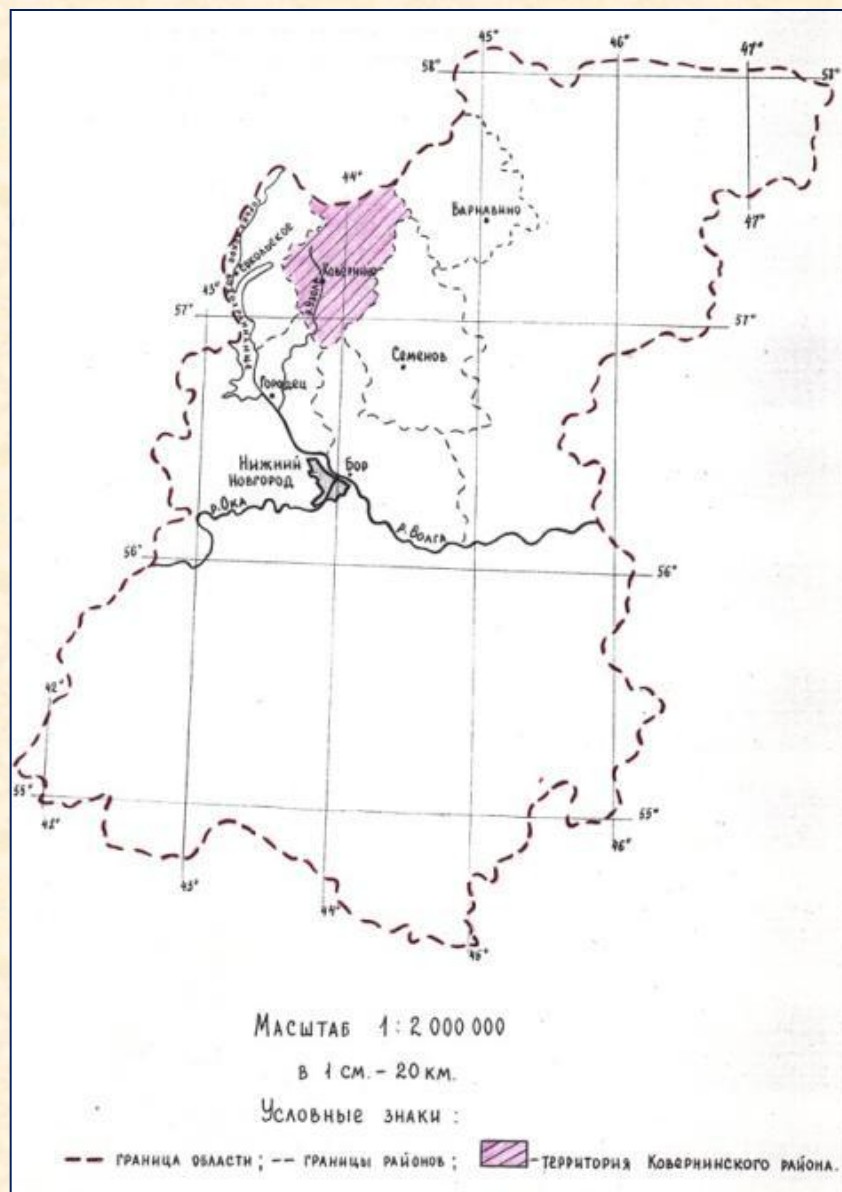 45°
46°
47°
58°
58°
44°
Варнавино
47°
Сокольское
Ковернино
43°
р. Узола
57°
57°
Семенов
Городец
Нижний
Новгород
Бор
р. Ока
р. Волга
56°
56°
42°
55°
42°
55°
46°
43°
44°
45°
Масштаб 1:2 000 000
в 1 см. - 20 км.
Условные знаки :
граница области ; -- границы районов ; - территория Ковернинского района.